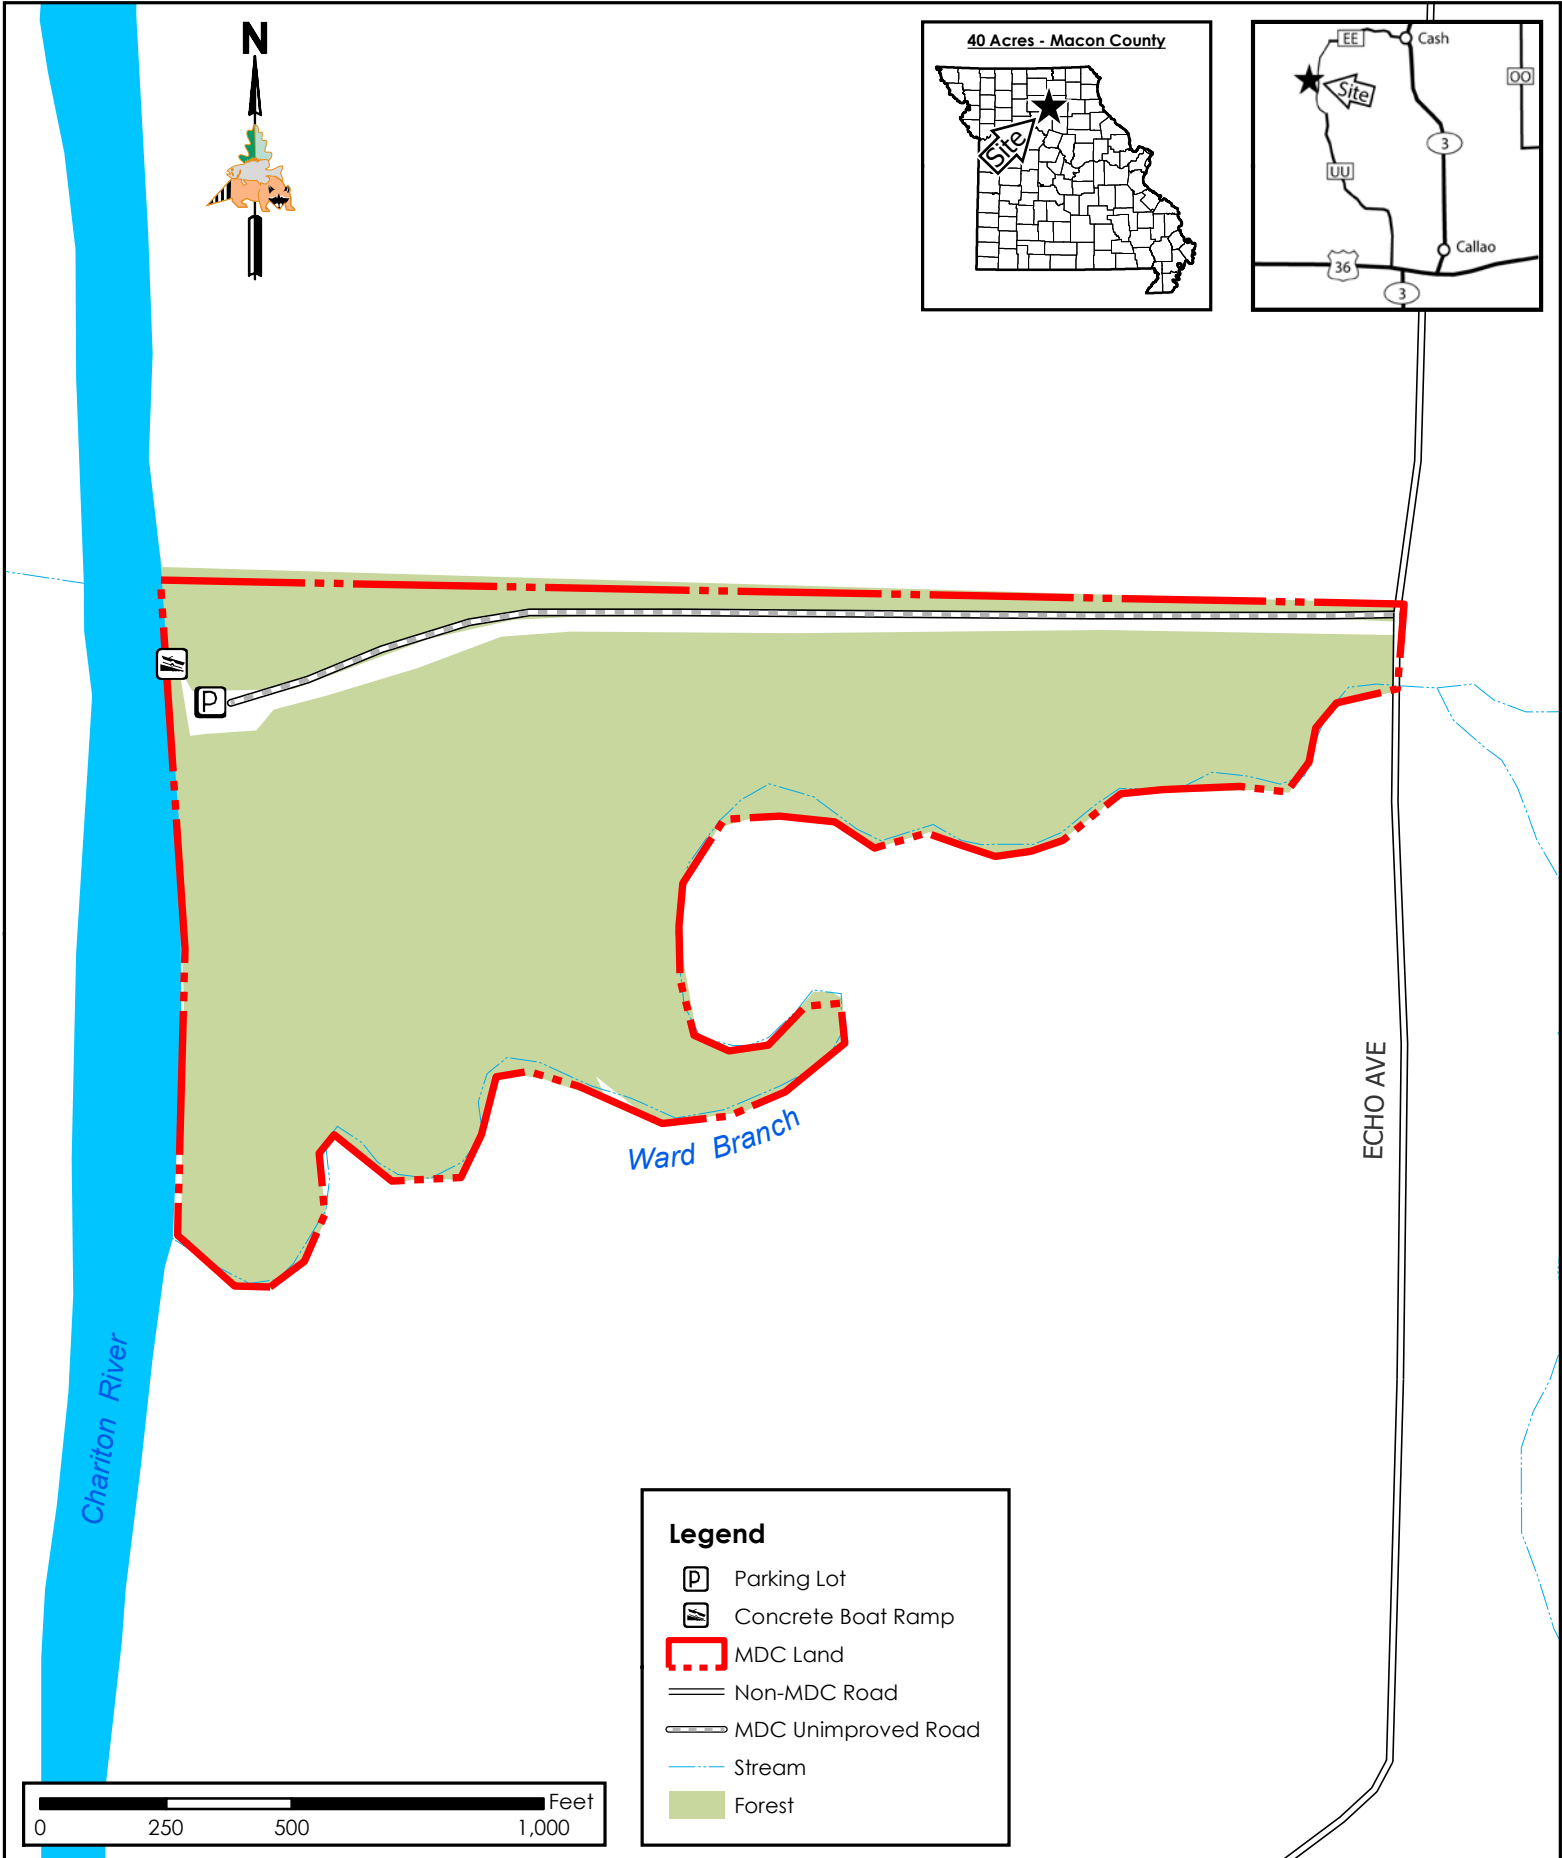 N
40 Acres - Macon County
Site
EE
Cash
OO
Site
3
UU
Callao
36
3
P
ECHO AVE
Ward Branch
Chariton River
Legend
P Parking Lot
Concrete Boat Ramp
MDC Land
Non-MDC Road
MDC Unimproved Road
Stream
Forest
Feet
0 250 500 1,000